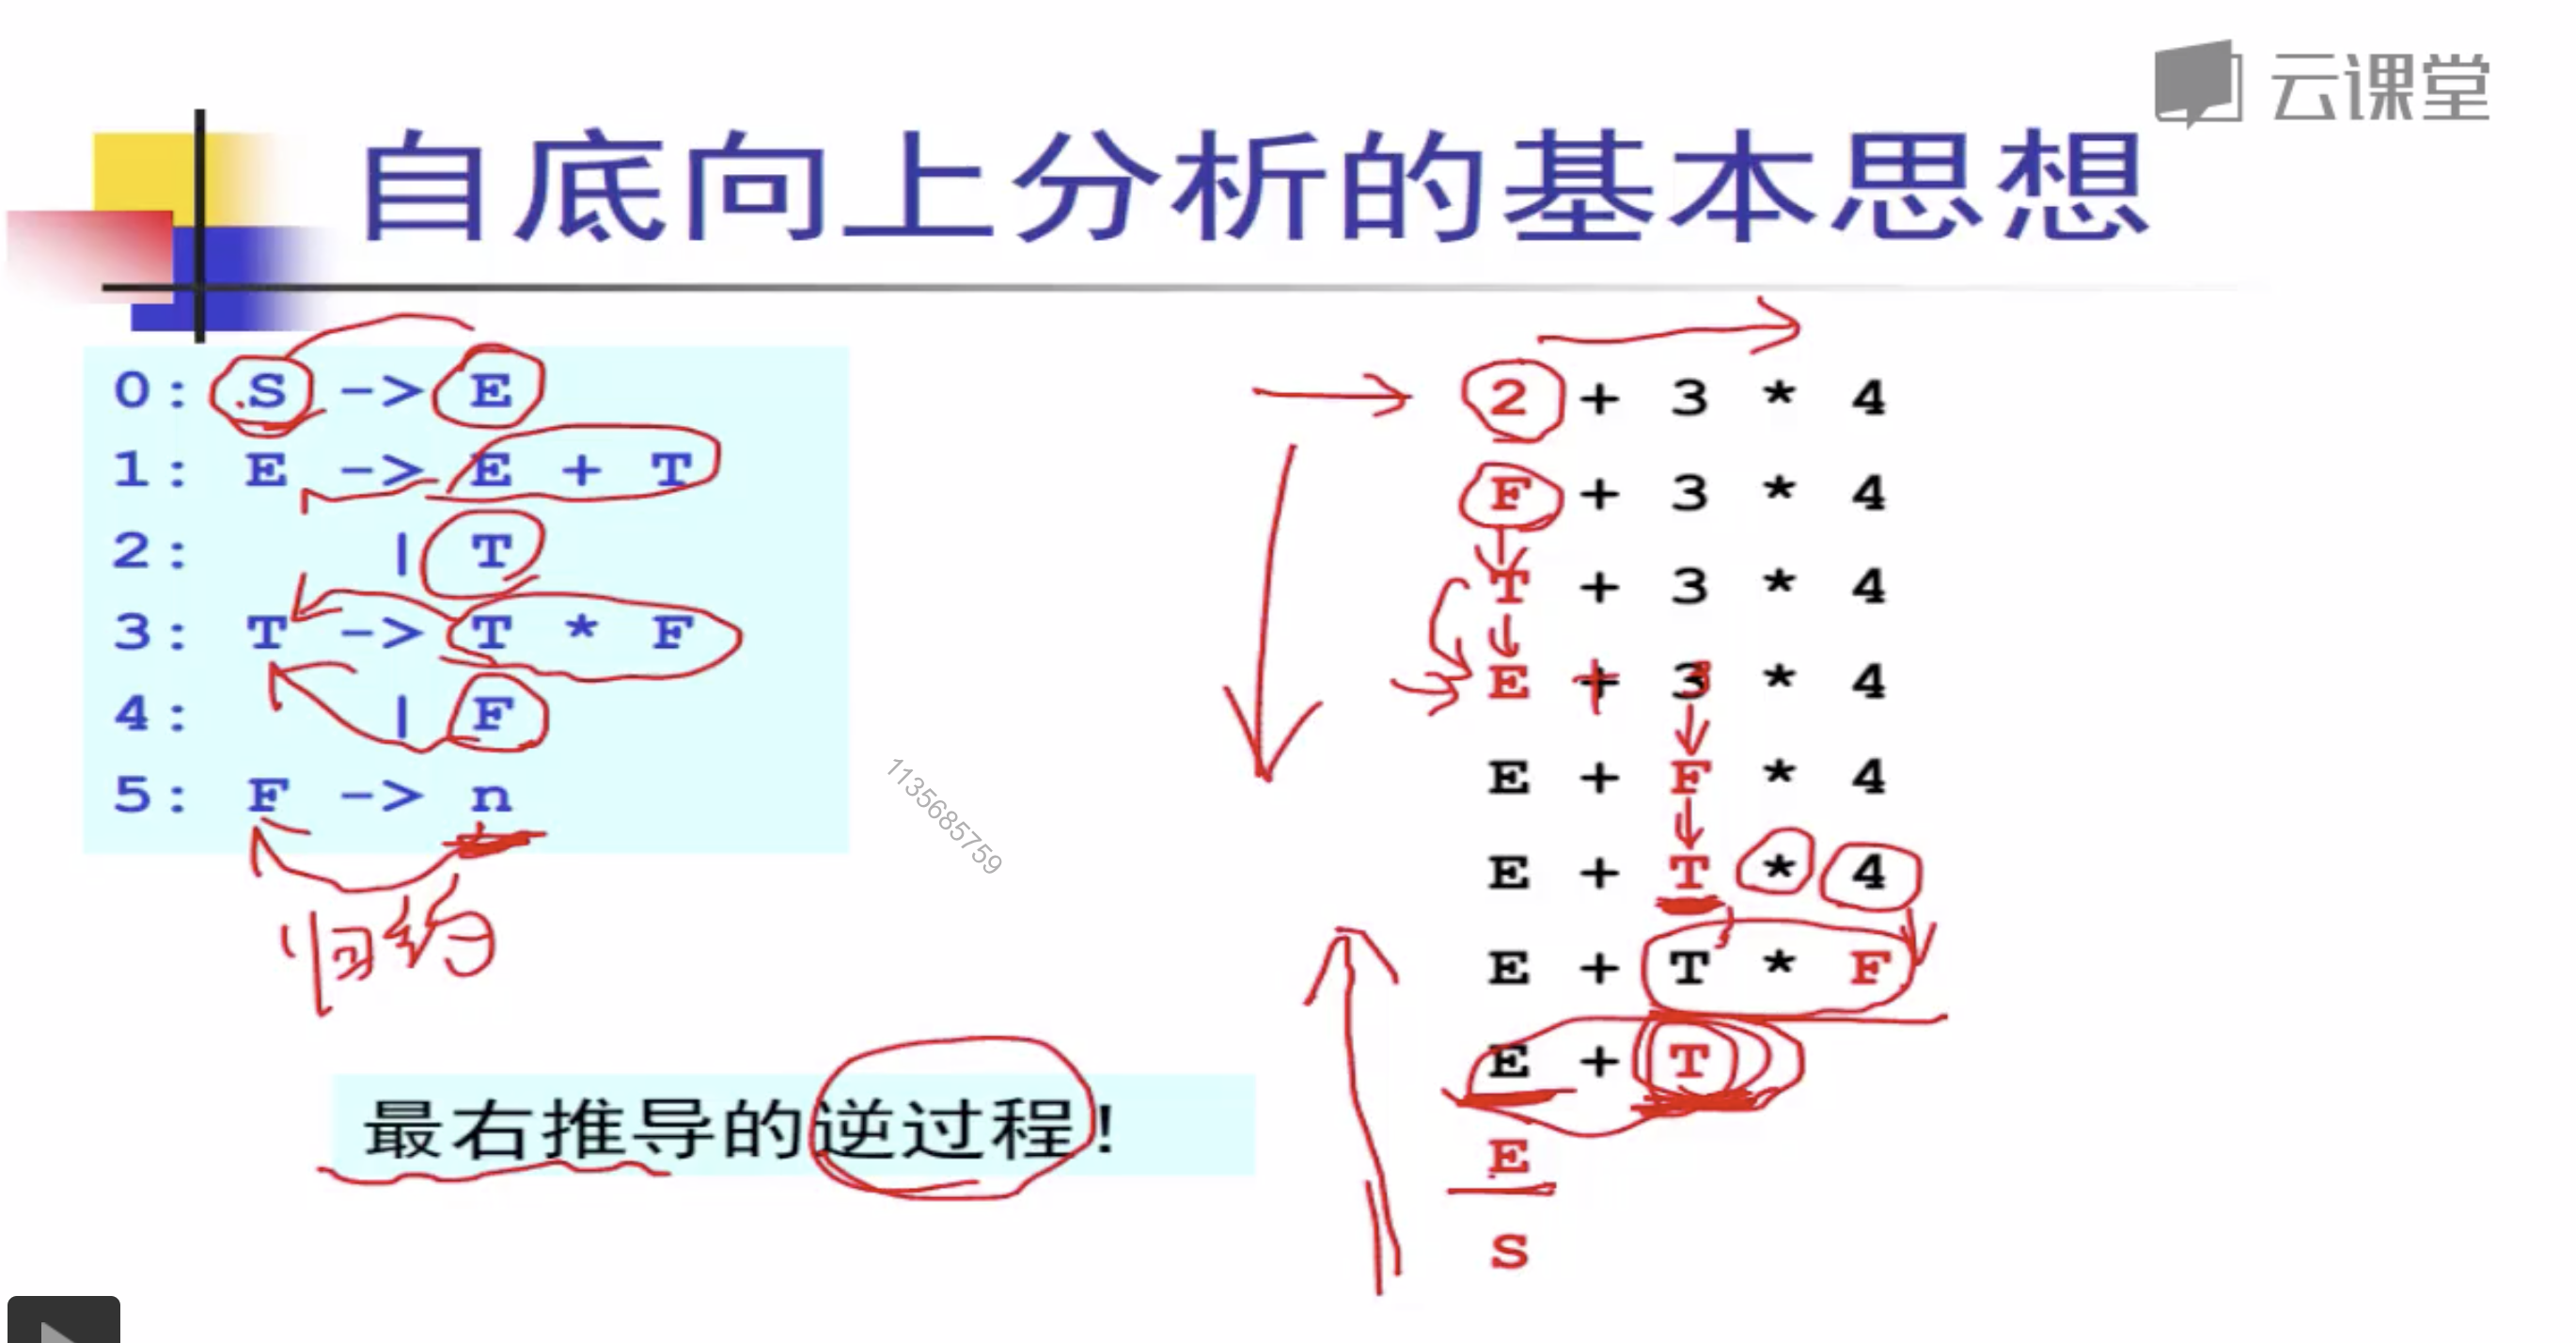 云课堂
自底向上分析的基本思想
0: S -> E
1: E -> E + T
2: | T
3: T -> T * F
4: | F
5: F -> n
归约
最右推导的逆过程!
2 + 3 * 4
F + 3 * 4
T + 3 * 4
E + 3 * 4
E + F * 4
E + T * 4
E + T * F
E + T
E
S
1135685759